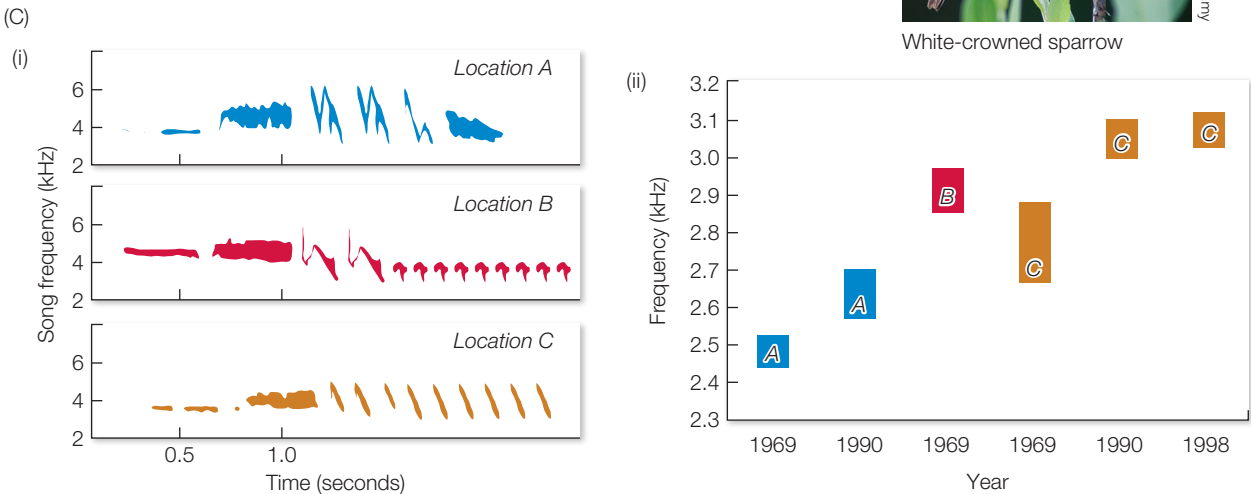 (C)
my
White-crowned sparrow
(i)
Location A
6
4
2
Location B
6
4
2
Location C
6
4
2
0.5 1.0
Time (seconds)
Song frequency (kHz)
(ii)
3.2
3.1
3.0
2.9
2.8
2.7
2.6
2.5
2.4
2.3
Frequency (kHz)
A
A
B
C
C
C
1969 1990 1969 1969 1990 1998
Year